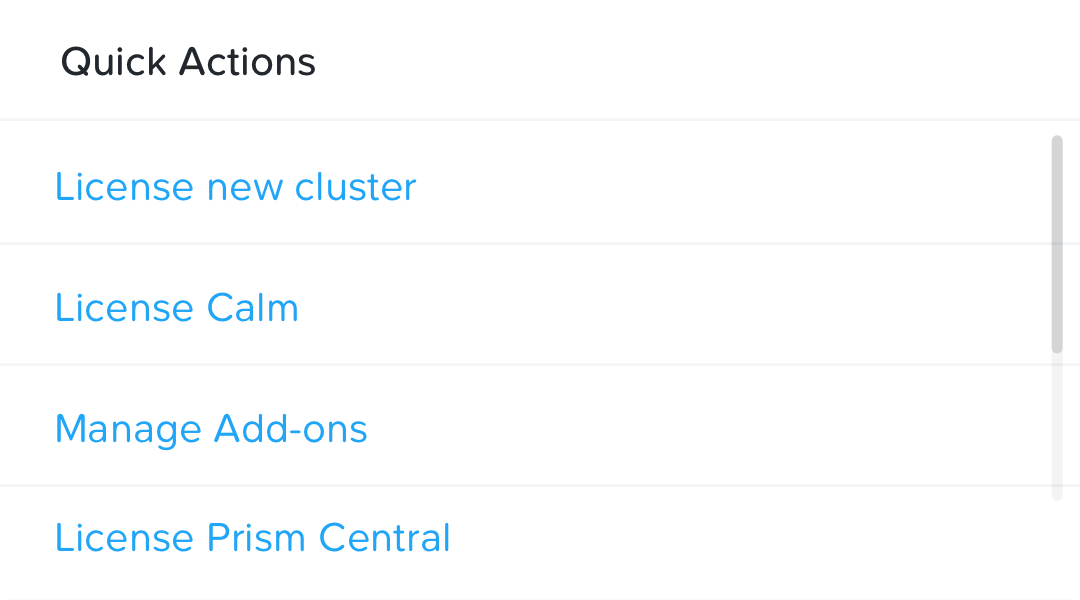 Quick Actions
License new cluster
License Calm
Manage Add-ons
License Prism Central